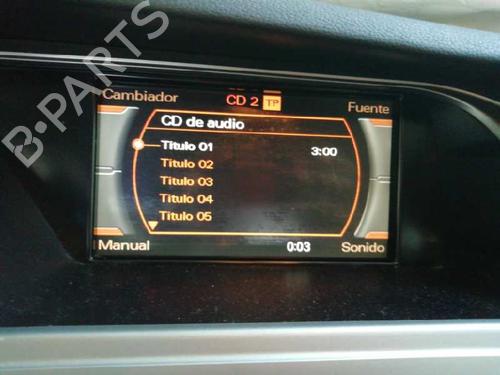 B-PARTS
Cambiador
CD 2 TP
Fuente
CD de audio
Titulo 01 3:00
Titulo 02
Titulo 03
Titulo 04
Titulo 05
Manual
0:03
Sonido